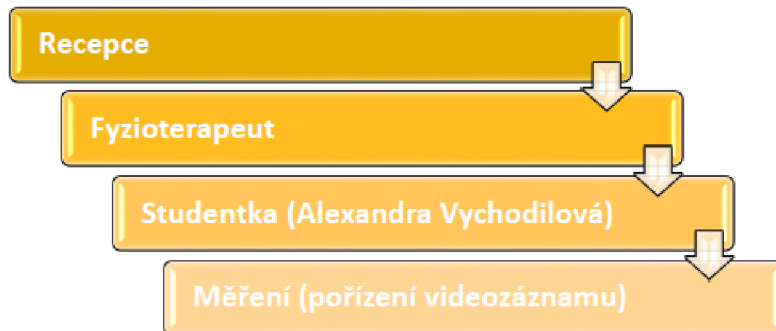 Recepce
Fyzioterapeut
Studentka (Alexandra Vychodilová)
Měření (pořízení videozáznamu)